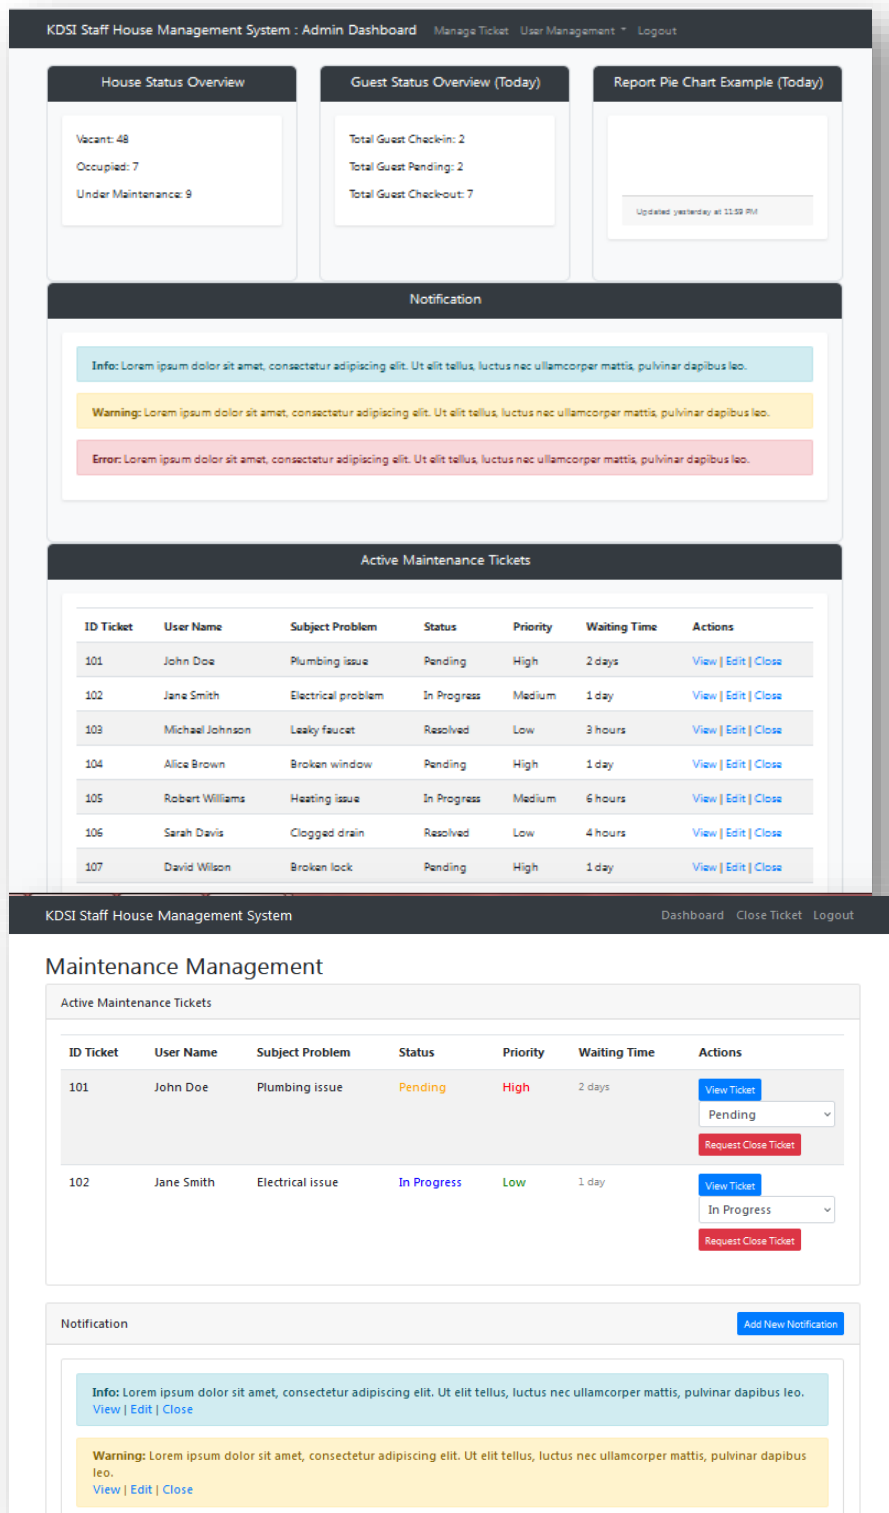 KDSI Staff House Management System : Admin Dashboard Manage Ticket User Management Logout
House Status Overview Guest Status Overview (Today) Report Pie Chart Example (Today)
Vacant: 48 Total Guest Check-in: 2
Occupied: 7 Total Guest Pending: 2
Under Maintenance: 9 Total Guest Check-out: 7
Updated yesterday at 11:59 PM
Notification
Info: Lorem ipsum dolor sit amet, consectetur adipiscing elit. Ut elit tellus, luctus nec ullamcorper mattis, pulvinar dapibus leo.
Warning: Lorem ipsum dolor sit amet, consectetur adipiscing elit. Ut elit tellus, luctus nec ullamcorper mattis, pulvinar dapibus leo.
Error: Lorem ipsum dolor sit amet, consectetur adipiscing elit. Ut elit tellus, luctus nec ullamcorper mattis, pulvinar dapibus leo.
Active Maintenance Tickets
ID Ticket User Name Subject Problem Status Priority Waiting Time Actions
101 John Doe Plumbing issue Pending High 2 days View | Edit | Close
102 Jane Smith Electrical problem In Progress Medium 1 day View | Edit | Close
103 Michael Johnson Leaky faucet Resolved Low 3 hours View | Edit | Close
104 Alice Brown Broken window Pending High 1 day View | Edit | Close
105 Robert Williams Heating issue In Progress Medium 6 hours View | Edit | Close
106 Sarah Davis Clogged drain Resolved Low 4 hours View | Edit | Close
107 David Wilson Broken lock Pending High 1 day View | Edit | Close
KDSI Staff House Management System Dashboard Close Ticket Logout
Maintenance Management
Active Maintenance Tickets
ID Ticket User Name Subject Problem Status Priority Waiting Time Actions
101 John Doe Plumbing issue Pending High 2 days View Ticket
Pending
Request Close Ticket
102 Jane Smith Electrical issue In Progress Low 1 day View Ticket
In Progress
Request Close Ticket
Notification Add New Notification
Info: Lorem ipsum dolor sit amet, consectetur adipiscing elit. Ut elit tellus, luctus nec ullamcorper mattis, pulvinar dapibus leo.
View | Edit | Close
Warning: Lorem ipsum dolor sit amet, consectetur adipiscing elit. Ut elit tellus, luctus nec ullamcorper mattis, pulvinar dapibus
leo.
View | Edit | Close